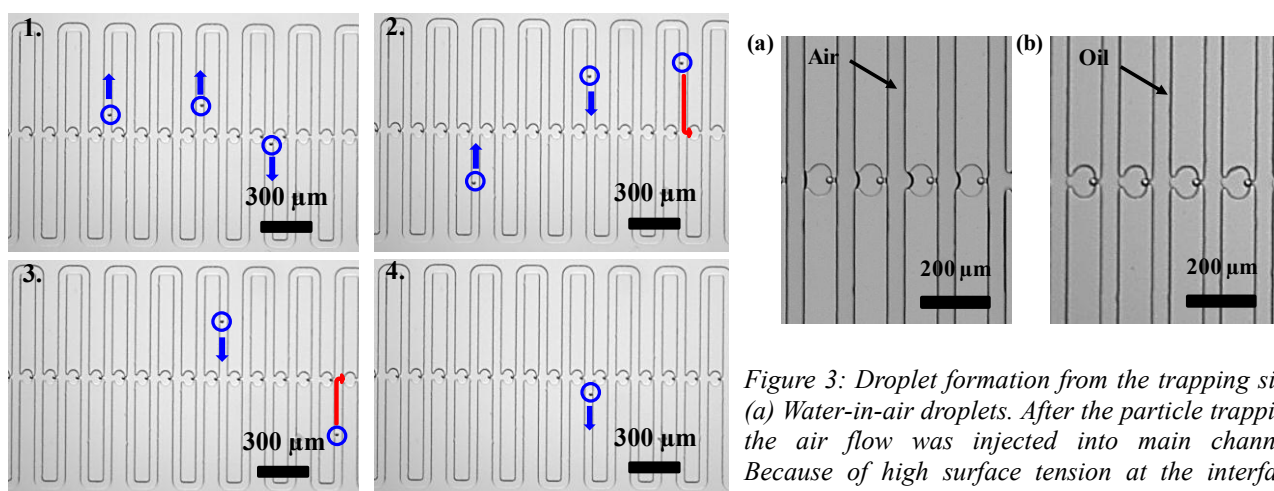 1.
300 µm
2.
300 µm
3.
300 µm
4.
300 µm
(a)
Air
200 µm
(b)
Oil
200 µm
Figure 3: Droplet formation from the trapping si
(a) Water-in-air droplets. After the particle trappi
the air flow was injected into main chann
Because of high surface tension at the interfa